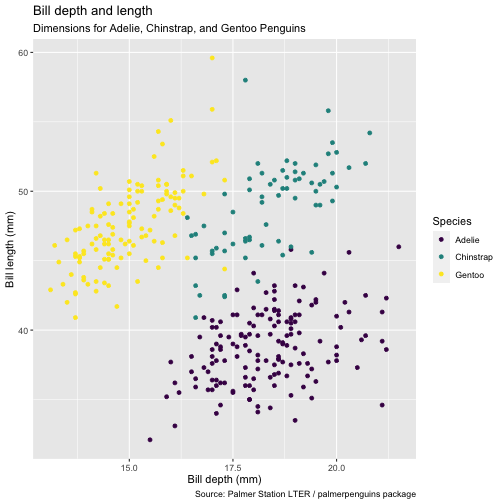 Bill depth and length
Dimensions for Adelie, Chinstrap, and Gentoo Penguins
60
50
40
Bill length (mm)
15.0
17.5
20.0
Bill depth (mm)
Species
Adelie
Chinstrap
Gentoo
Source: Palmer Station LTER / palmerpenguins package